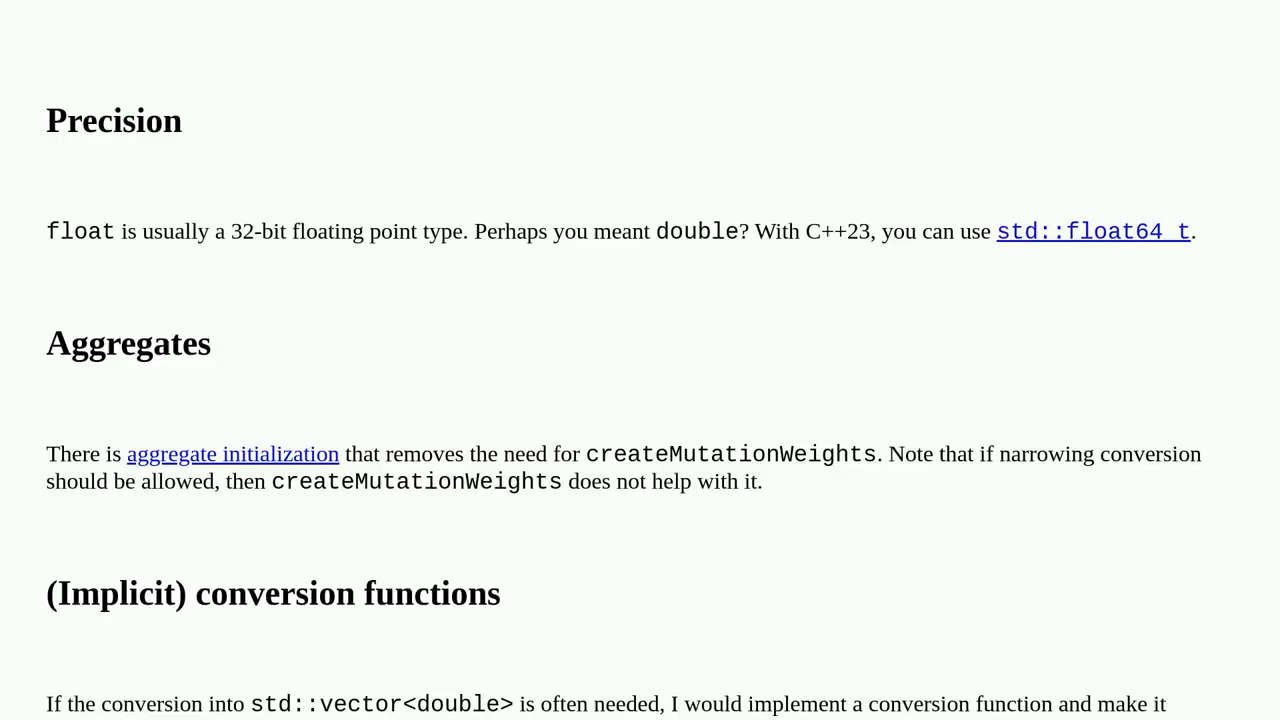 Precision
float is usually a 32-bit floating point type. Perhaps you meant double? With C++23, you can use std::float64_t.
Aggregates
There is aggregate initialization that removes the need for createMutationWeights. Note that if narrowing conversion
should be allowed, then createMutationWeights does not help with it.
(Implicit) conversion functions
If the conversion into std::vector<double> is often needed, I would implement a conversion function and make it